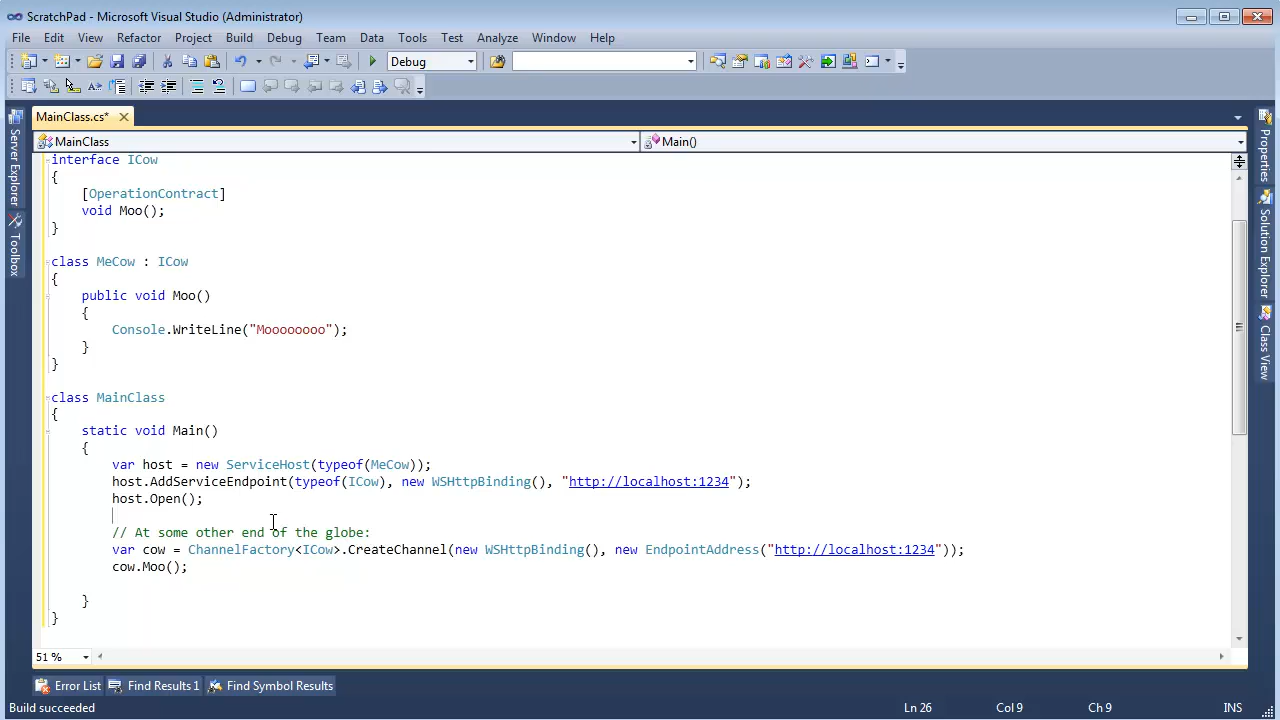 ScratchPad - Microsoft Visual Studio (Administrator)
File Edit View Refactor Project Build Debug Team Data Tools Test Analyze Window Help
Debug
MainClass.cs*
MainClass
Main()
Server Explorer
Toolbox
interface ICow
{
[OperationContract]
void Moo();
}
class MeCow : ICow
{
public void Moo()
{
Console.WriteLine("Moooooooo");
}
}
class MainClass
{
static void Main()
{
var host = new ServiceHost(typeof(MeCow));
host.AddServiceEndpoint(typeof(ICow), new WSHttpBinding(), "http://localhost:1234");
host.Open();
// At some other end of the globe:
var cow = ChannelFactory<ICow>.CreateChannel(new WSHttpBinding(), new EndpointAddress("http://localhost:1234"));
cow.Moo();
}
}
Properties
Solution Explorer
Class View
51 %
Error List Find Results 1 Find Symbol Results
Build succeeded Ln 26 Col 9 Ch 9 INS